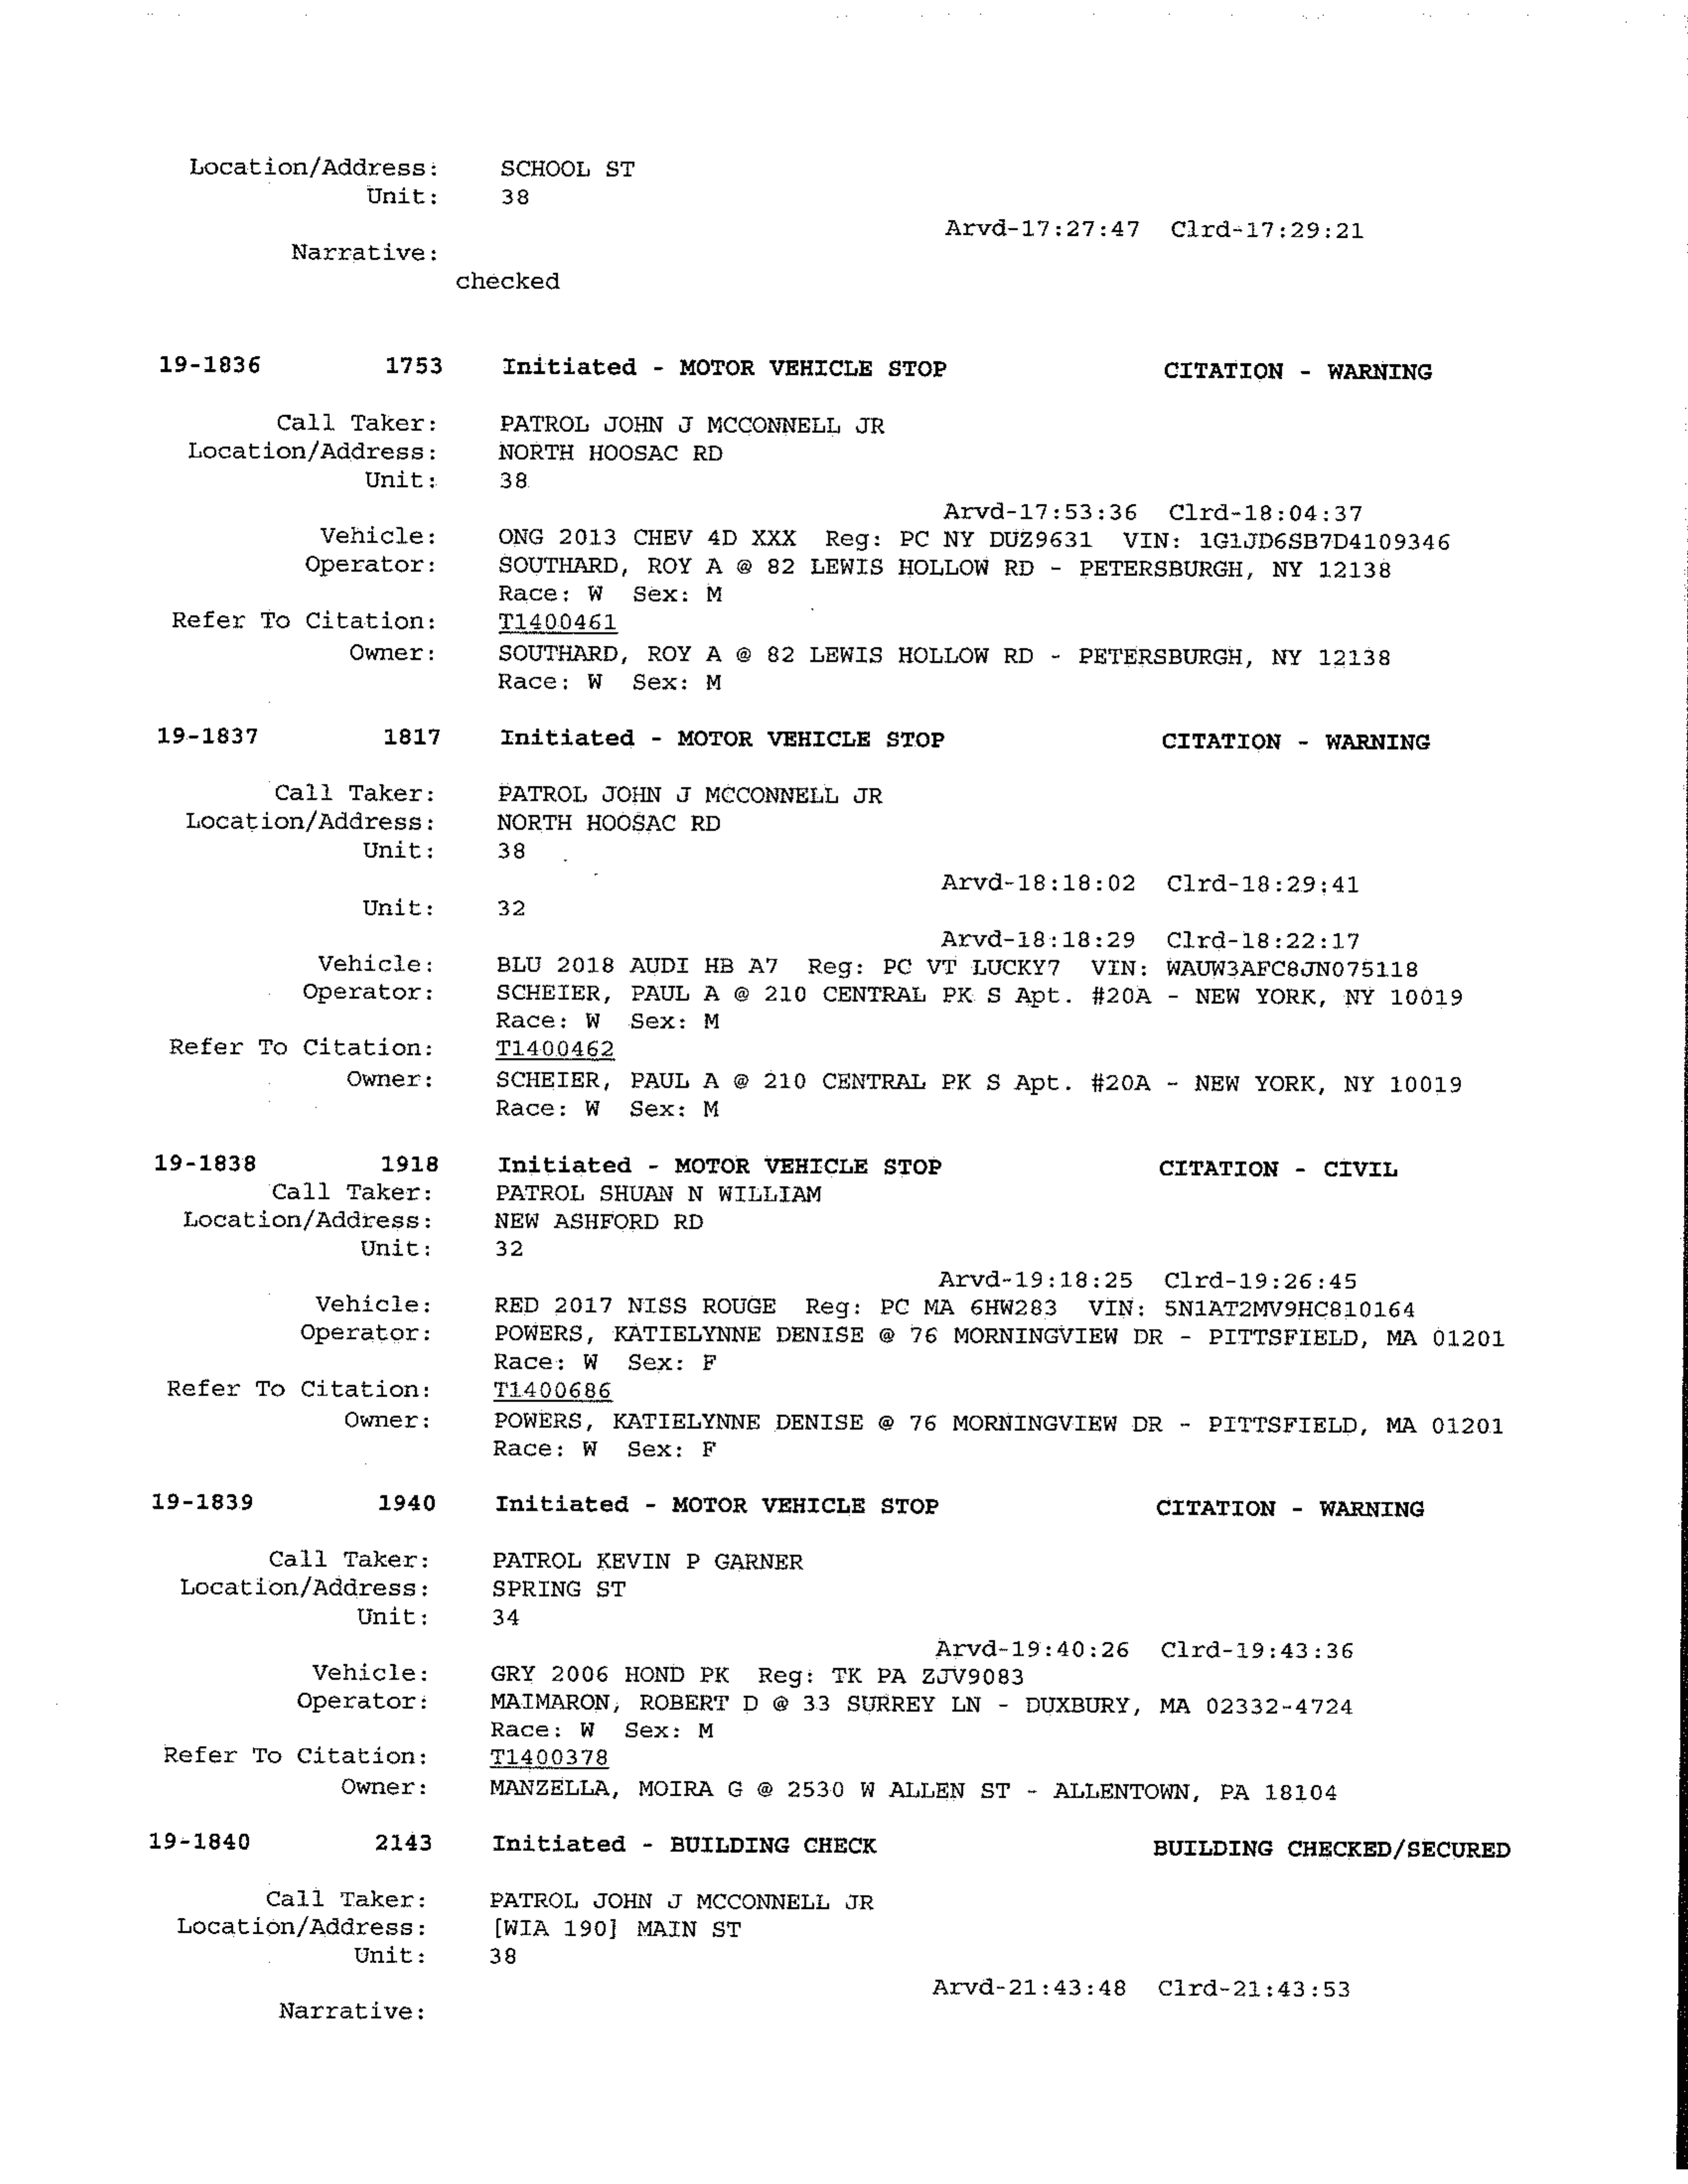 Location/Address: SCHOOL ST
Unit: 38
Arvd-17:27:47 Clrd-17:29:21
Narrative:
checked
19-1836 1753 Initiated - MOTOR VEHICLE STOP CITATION - WARNING
Call Taker: PATROL JOHN J MCCONNELL JR
Location/Address: NORTH HOOSAC RD
Unit: 38
Arvd-17:53:36 Clrd-18:04:37
Vehicle: ONG 2013 CHEV 4D XXX Reg: PC NY DUZ9631 VIN: 1G1JD6SB7D4109346
Operator: SOUTHARD, ROY A @ 82 LEWIS HOLLOW RD - PETERSBURGH, NY 12138
Race: W Sex: M
Refer To Citation: T1400461
Owner: SOUTHARD, ROY A @ 82 LEWIS HOLLOW RD - PETERSBURGH, NY 12138
Race: W Sex: M
19-1837 1817 Initiated - MOTOR VEHICLE STOP CITATION - WARNING
Call Taker: PATROL JOHN J MCCONNELL JR
Location/Address: NORTH HOOSAC RD
Unit: 38
Arvd-18:18:02 Clrd-18:29:41
Unit: 32
Arvd-18:18:29 Clrd-18:22:17
Vehicle: BLU 2018 AUDI HB A7 Reg: PC VT LUCKY7 VIN: WAUW3AFC8JN075118
Operator: SCHEIER, PAUL A @ 210 CENTRAL PK S Apt. #20A - NEW YORK, NY 10019
Race: W Sex: M
Refer To Citation: T1400462
Owner: SCHEIER, PAUL A @ 210 CENTRAL PK S Apt. #20A - NEW YORK, NY 10019
Race: W Sex: M
19-1838 1918 Initiated - MOTOR VEHICLE STOP CITATION - CIVIL
Call Taker: PATROL SHUAN N WILLIAM
Location/Address: NEW ASHFORD RD
Unit: 32
Arvd-19:18:25 Clrd-19:26:45
Vehicle: RED 2017 NISS ROUGE Reg: PC MA 6HW283 VIN: 5N1AT2MV9HC810164
Operator: POWERS, KATIELYNNE DENISE @ 76 MORNINGVIEW DR - PITTSFIELD, MA 01201
Race: W Sex: F
Refer To Citation: T1400686
Owner: POWERS, KATIELYNNE DENISE @ 76 MORNINGVIEW DR - PITTSFIELD, MA 01201
Race: W Sex: F
19-1839 1940 Initiated - MOTOR VEHICLE STOP CITATION - WARNING
Call Taker: PATROL KEVIN P GARNER
Location/Address: SPRING ST
Unit: 34
Arvd-19:40:26 Clrd-19:43:36
Vehicle: GRY 2006 HOND PK Reg: TK PA ZJV9083
Operator: MAIMARON, ROBERT D @ 33 SURREY LN - DUXBURY, MA 02332-4724
Race: W Sex: M
Refer To Citation: T1400378
Owner: MANZELLA, MOIRA G @ 2530 W ALLEN ST - ALLENTOWN, PA 18104
19-1840 2143 Initiated - BUILDING CHECK BUILDING CHECKED/SECURED
Call Taker: PATROL JOHN J MCCONNELL JR
Location/Address: [WIA 190] MAIN ST
Unit: 38
Arvd-21:43:48 Clrd-21:43:53
Narrative: